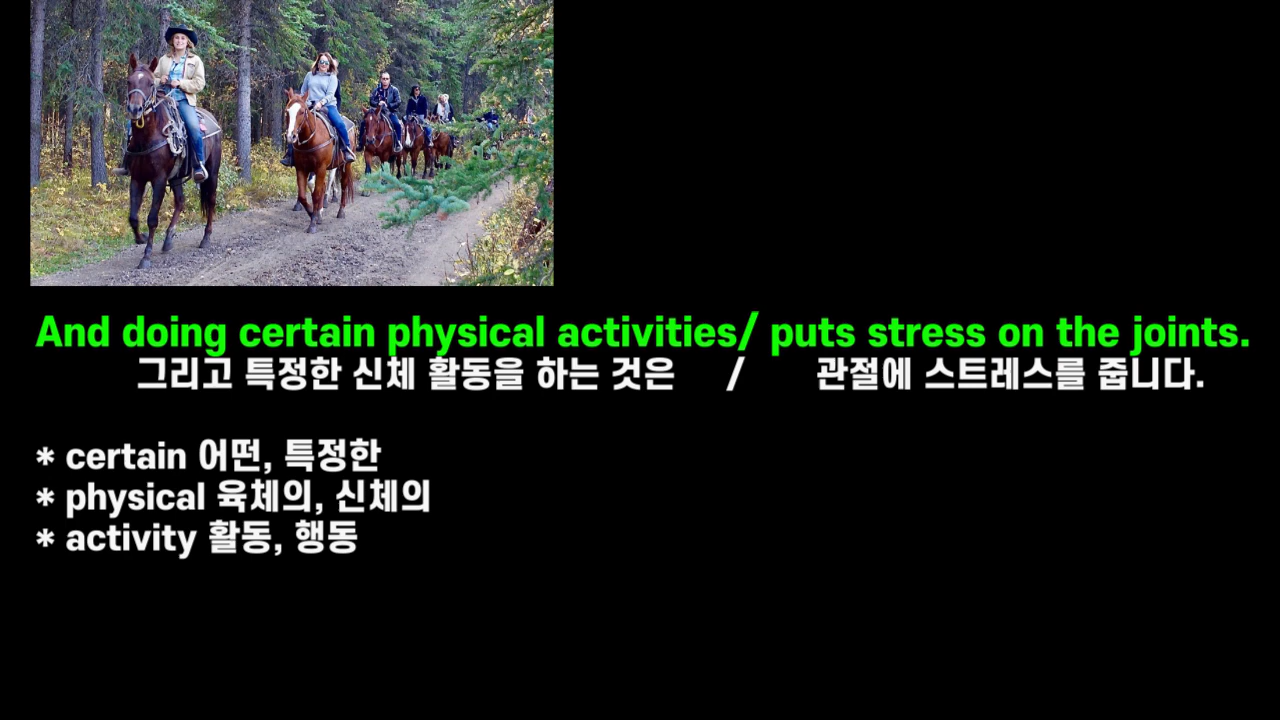 And doing certain physical activities/ puts stress on the joints.
그리고 특정한 신체 활동을 하는 것은 / 관절에 스트레스를 줍니다.
* certain 어떤, 특정한
* physical 육체의, 신체의
* activity 활동, 행동